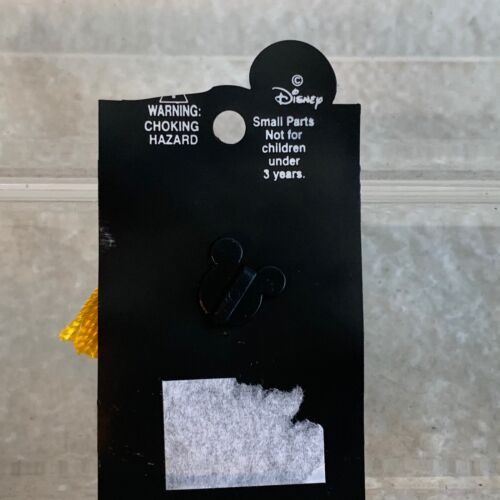 ©
Disney
WARNING:
CHOKING
HAZARD
Small Parts
Not for
children
under
3 years.